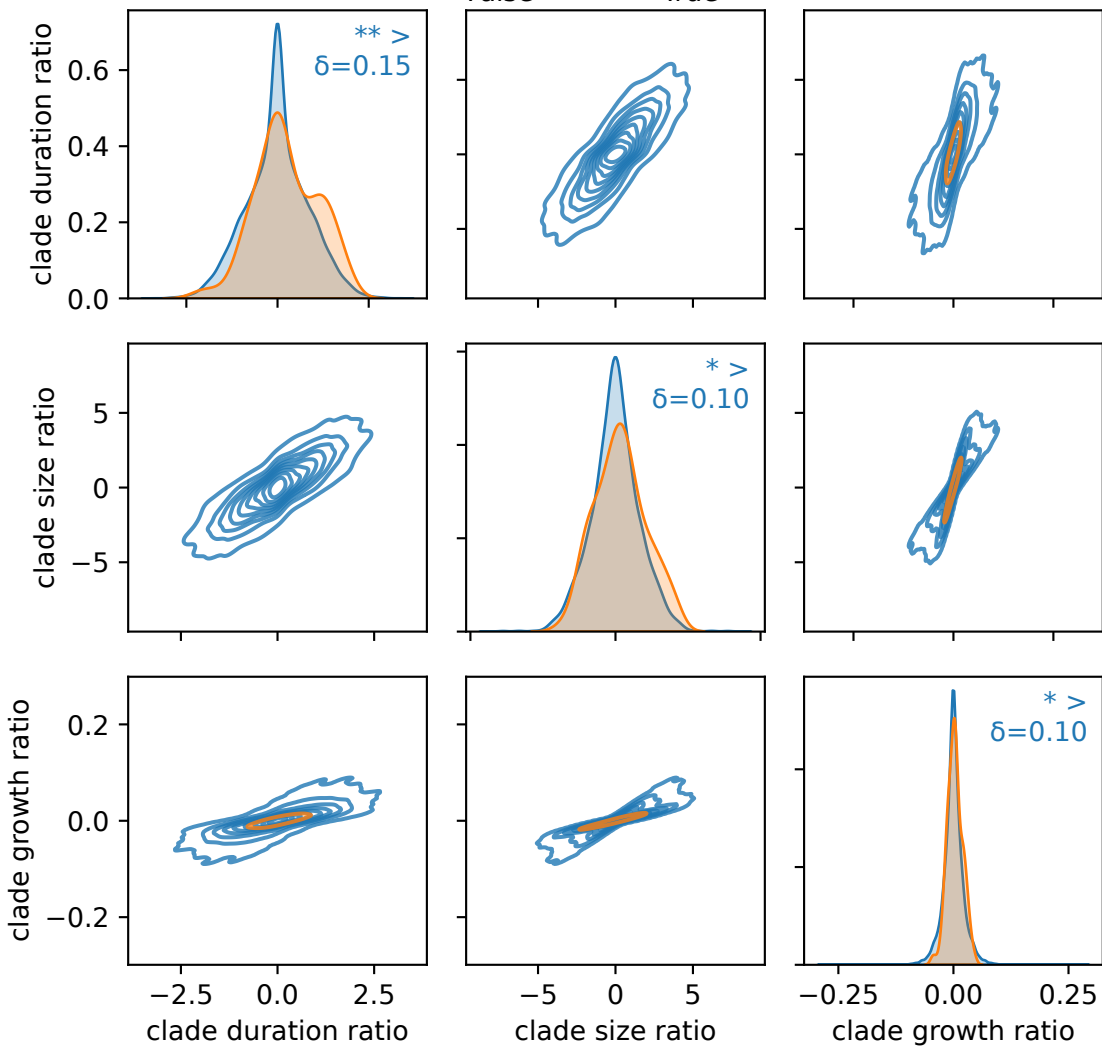 clade duration ratio
0.6
0.4
0.2
0.0
** >
δ=0.15
clade size ratio
5
0
−5
* >
δ=0.10
clade growth ratio
0.2
0.0
−0.2
* >
δ=0.10
−2.5 0.0 2.5
−5 0 5
−0.25 0.00 0.25
clade duration ratio
clade size ratio
clade growth ratio